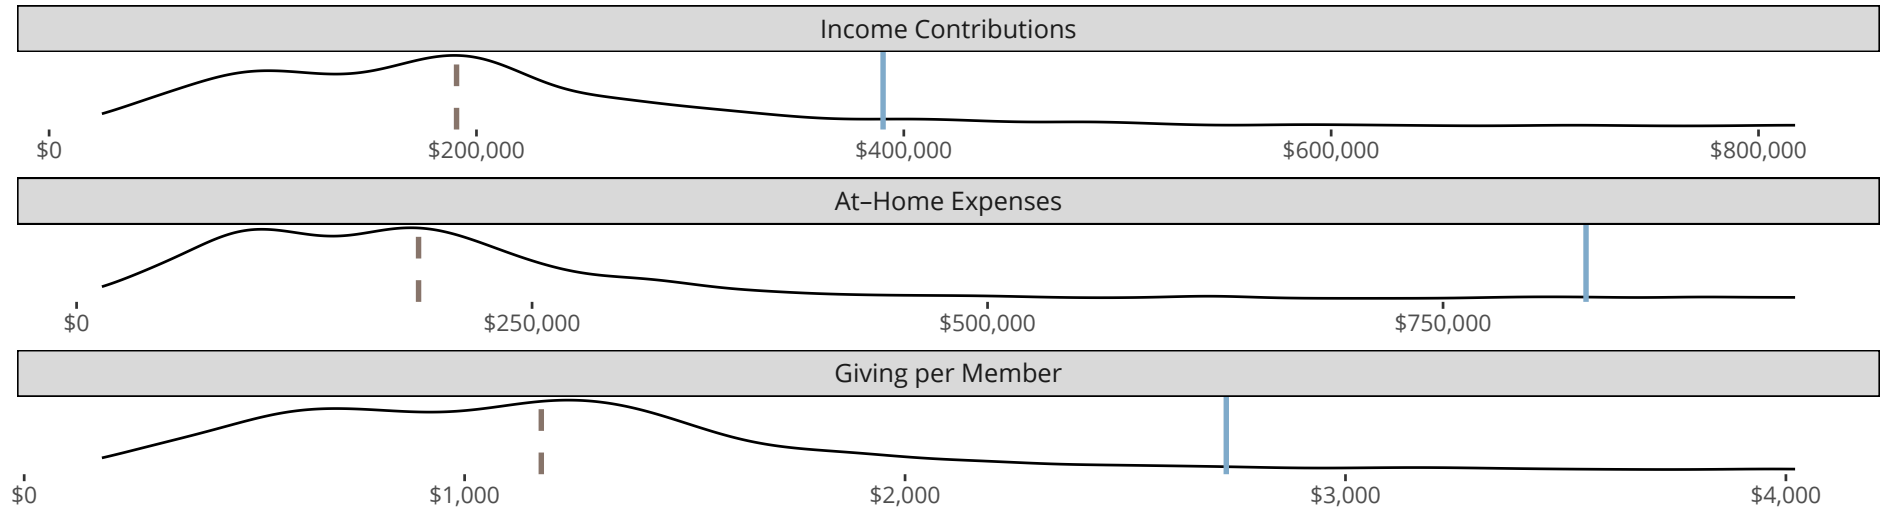 Income Contributions
$0 $200,000 $400,000 $600,000 $800,000
At–Home Expenses
$0 $250,000 $500,000 $750,000
Giving per Member
$0 $1,000 $2,000 $3,000 $4,000